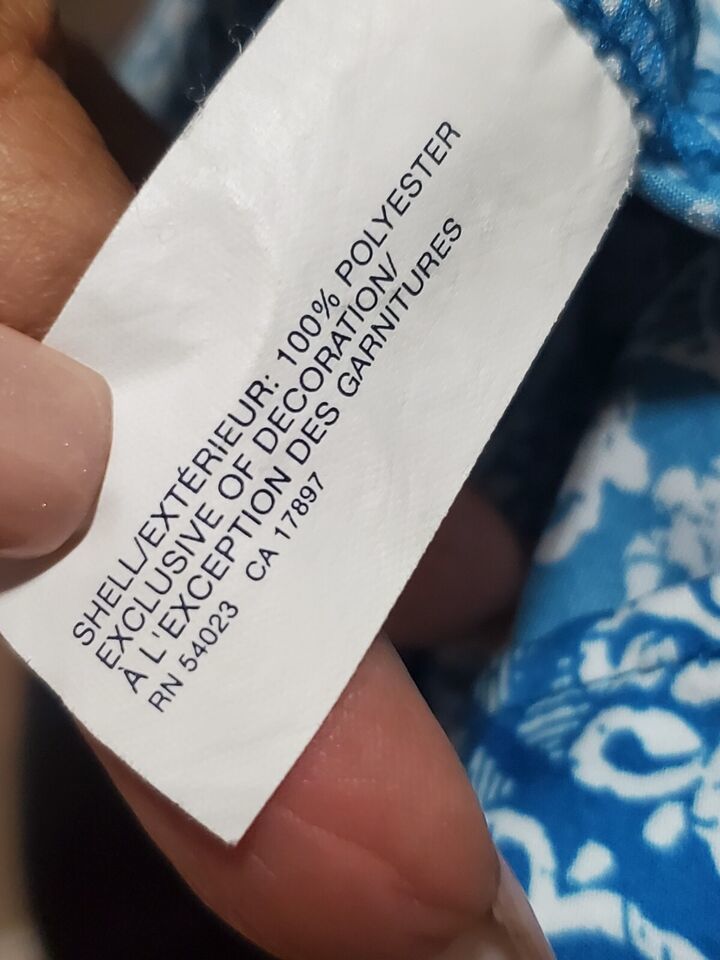 SHELL/EXTÉRIEUR: 100% POLYESTER
EXCLUSIVE OF DECORATION/
À L'EXCEPTION DES GARNITURES
RN 54023 CA 17897